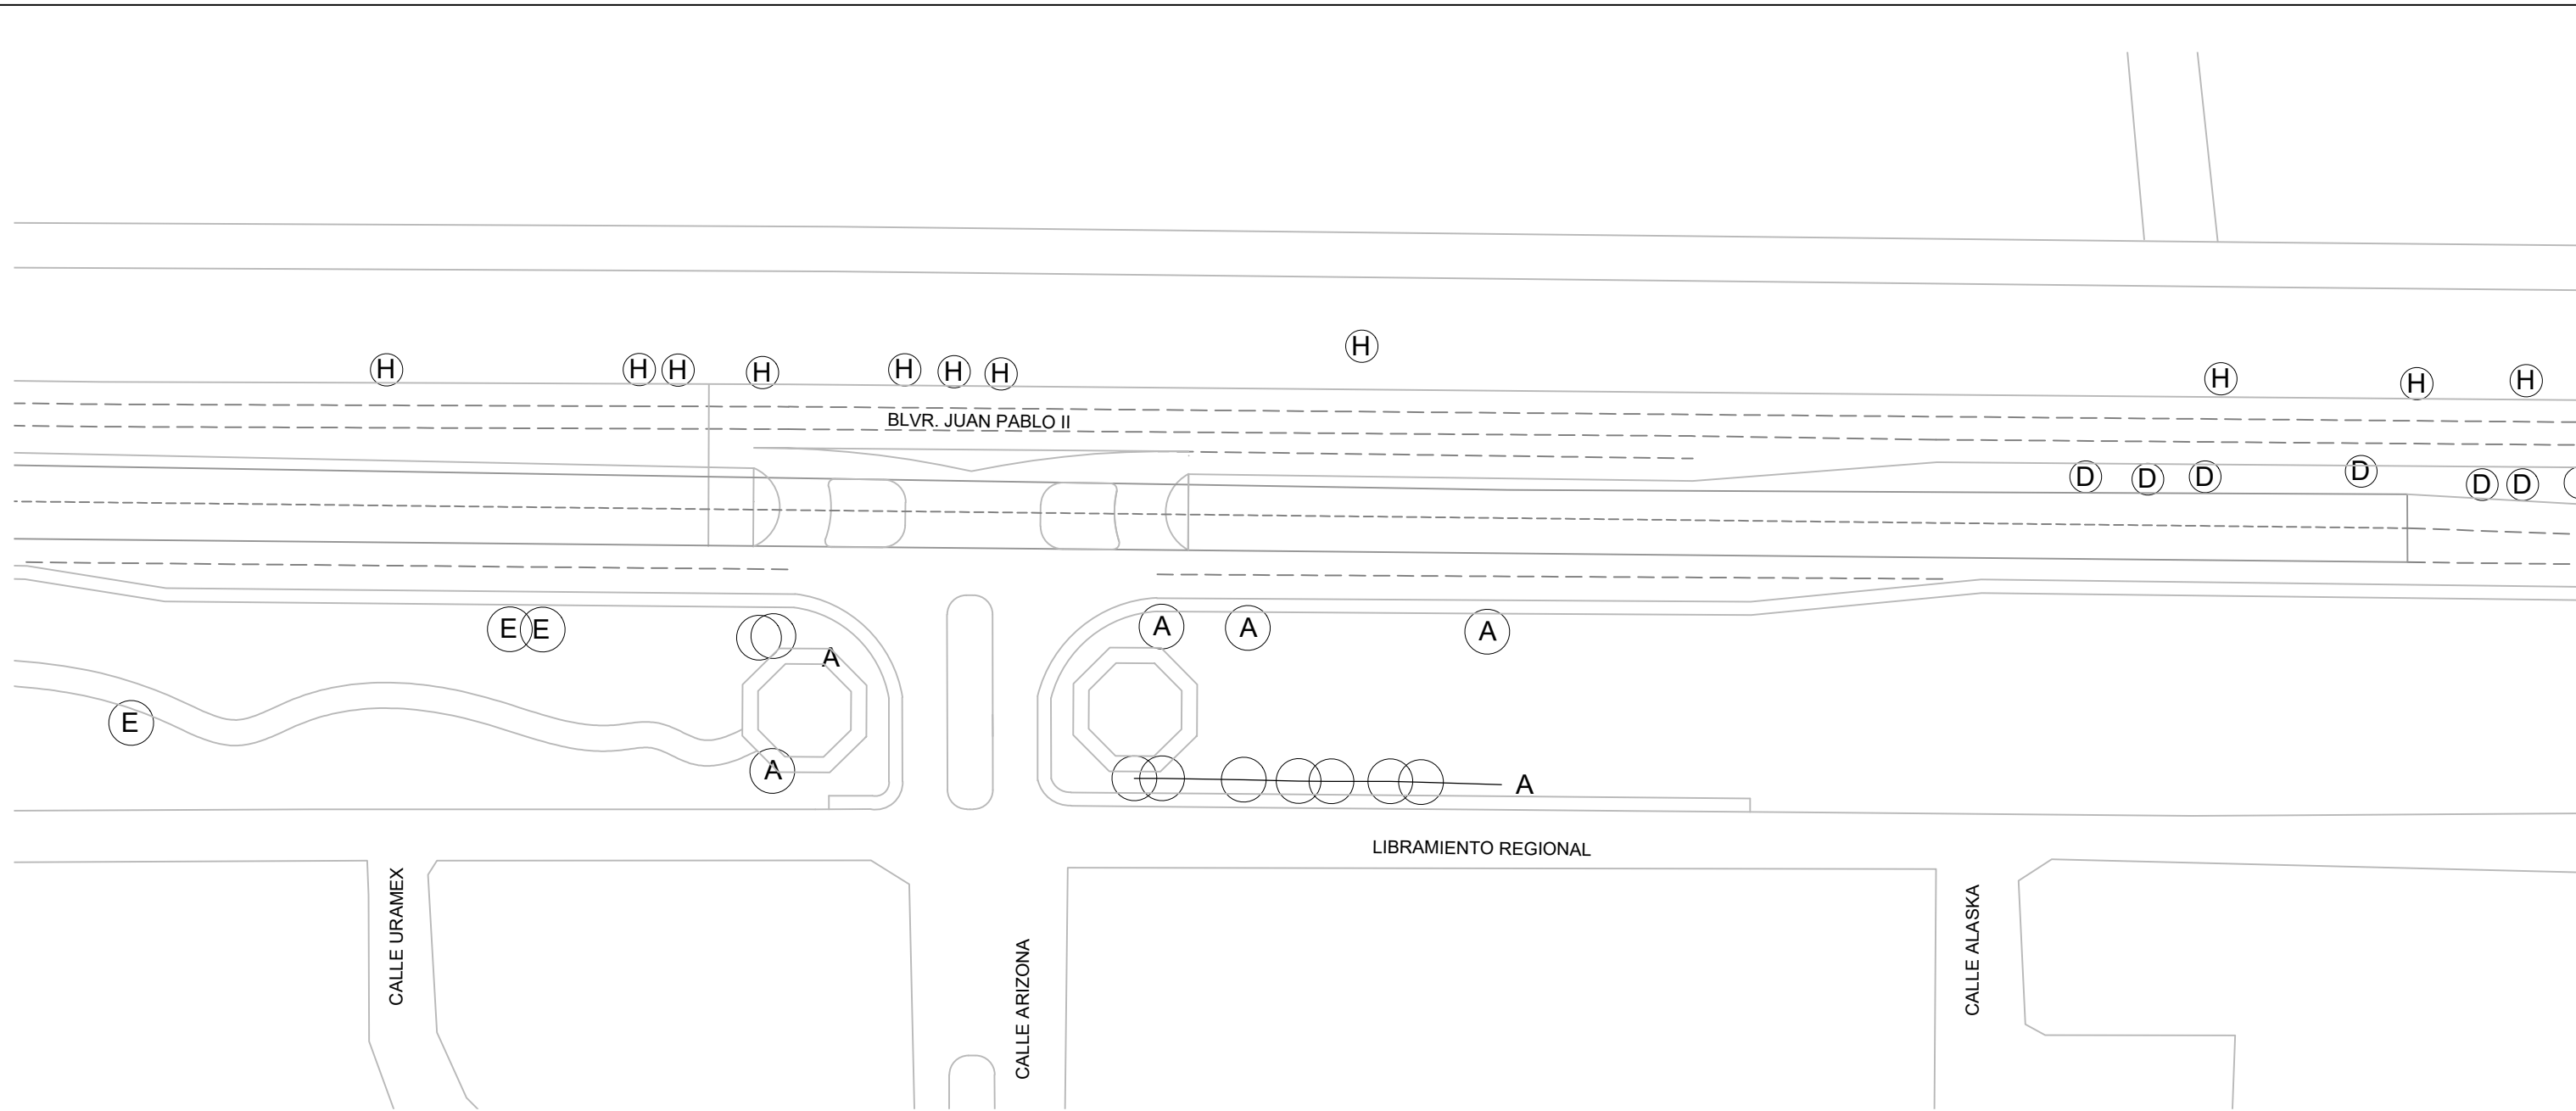 H
H H H H H H H H H H
BLVR. JUAN PABLO II
D D D D D D
E E A A A
A
E
A
A
LIBRAMIENTO REGIONAL
CALLE URAMEX
CALLE ARIZONA
CALLE ALASKA